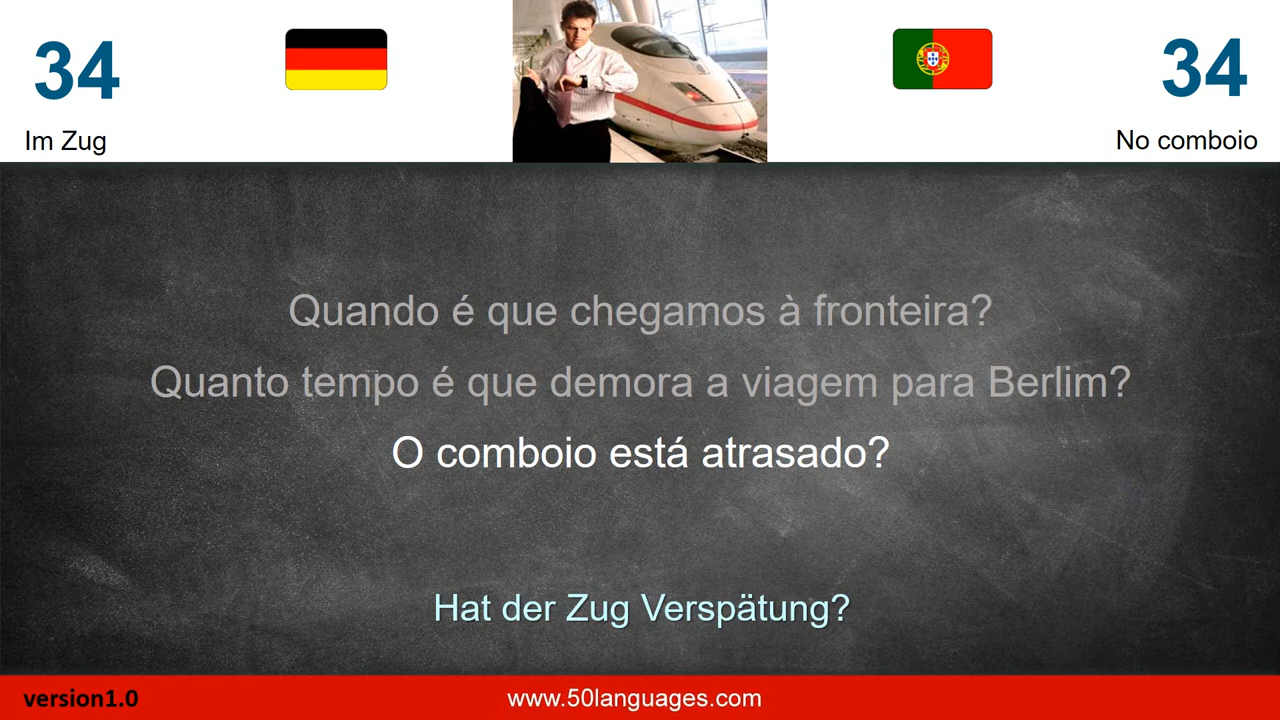 34
34
Im Zug
No comboio
Quando é que chegamos à fronteira?
Quanto tempo é que demora a viagem para Berlim?
O comboio está atrasado?
Hat der Zug Verspätung?
version1.0
www.50languages.com